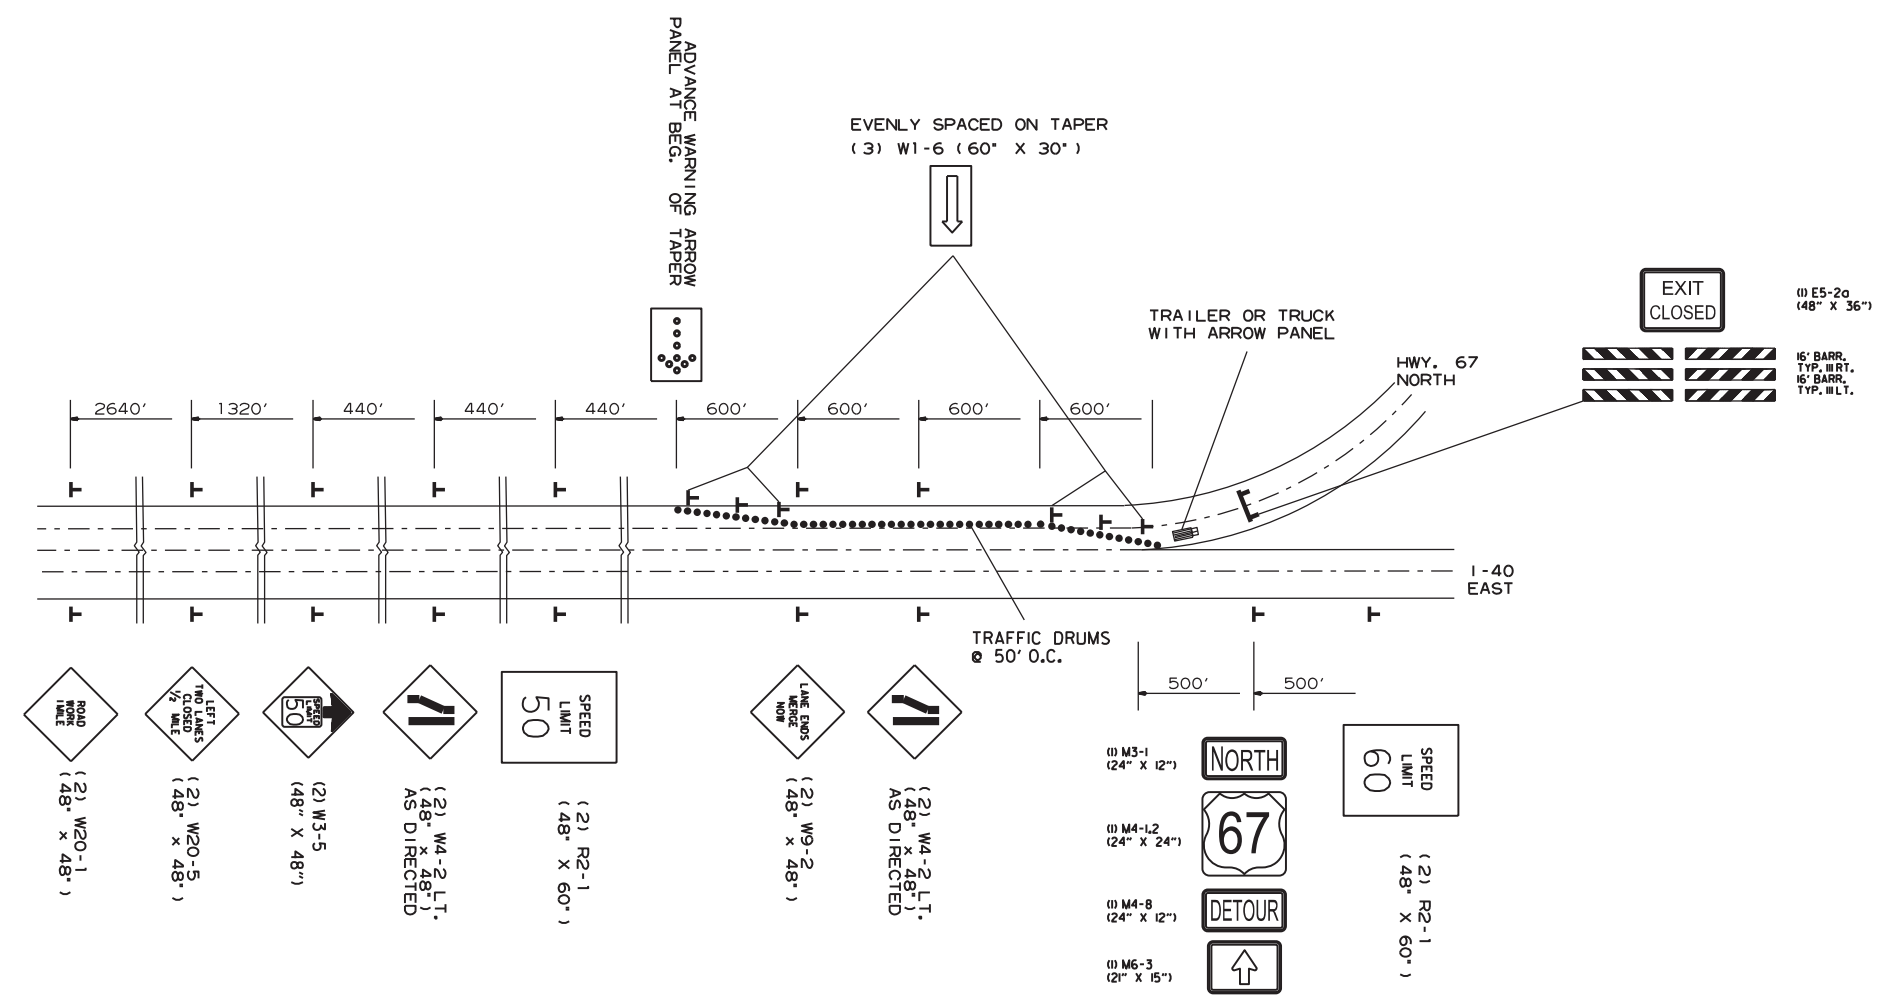 ADVANCE WARNING ARROW
PANEL AT BEG. OF TAPER
EVENLY SPACED ON TAPER
(3) W1-6 (60" X 30")
TRAILER OR TRUCK
WITH ARROW PANEL
HWY. 67
NORTH
EXIT
CLOSED
(1) E5-2a
(48" X 36")
16' BARR.
TYP. III RT.
16' BARR.
TYP. III LT.
2640'
1320'
440'
440'
440'
600'
600'
600'
600'
I-40
EAST
TRAFFIC DRUMS
@ 50' O.C.
500'
500'
ROAD
WORK
1 MILE
(2) W20-1
(48" x 48")
LEFT
TWO LANES
CLOSED
½ MILE
(2) W20-5
(48" x 48")
SPEED
LIMIT
50
(2) W3-5
(48" X 48")
(2) W4-2 LT.
(48" x 48")
AS DIRECTED
SPEED
LIMIT
50
(2) R2-1
(48" X 60")
LANE ENDS
MERGE
NOW
(2) W9-2
(48" x 48")
(2) W4-2 LT.
(48" x 48")
AS DIRECTED
(1) M3-1
(24" X 12")
NORTH
(1) M4-1.2
(24" X 24")
67
(1) M4-8
(24" X 12")
DETOUR
(1) M6-3
(21" X 15")
SPEED
LIMIT
60
(2) R2-1
(48" X 60")